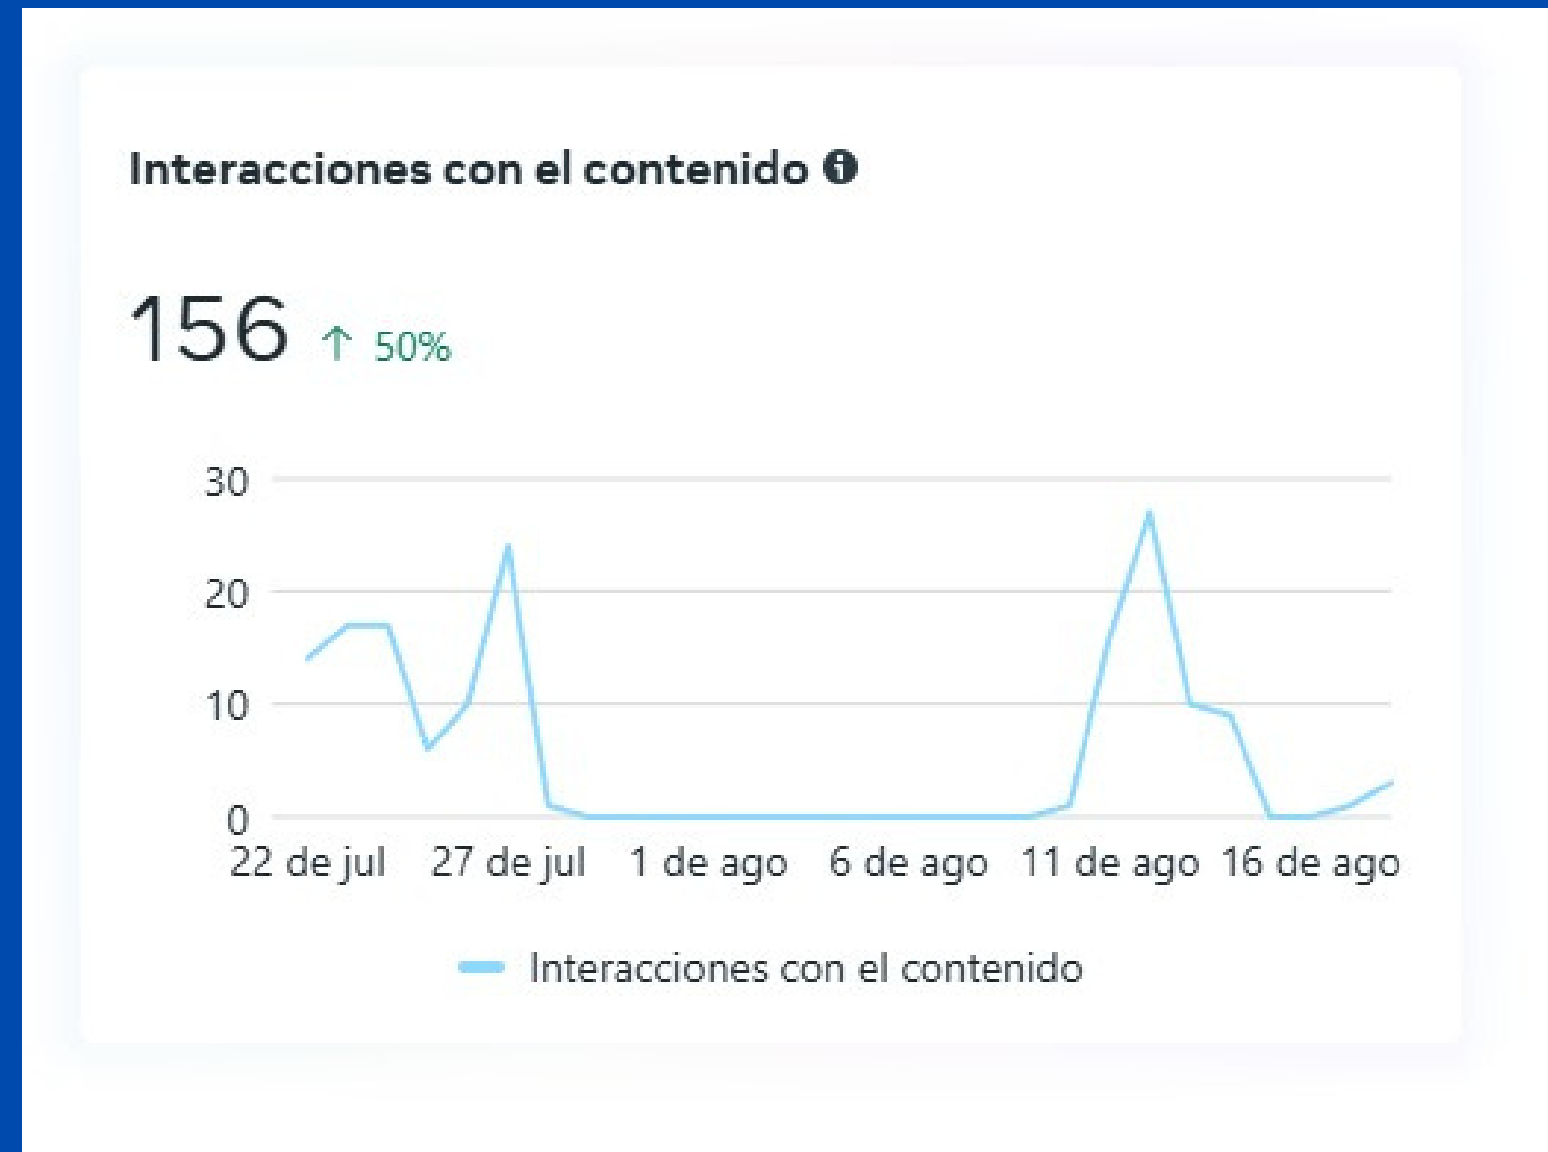 Interacciones con el contenido
156 ↑ 50%
30
20
10
0
22 de jul 27 de jul 1 de ago 6 de ago 11 de ago 16 de ago
Interacciones con el contenido